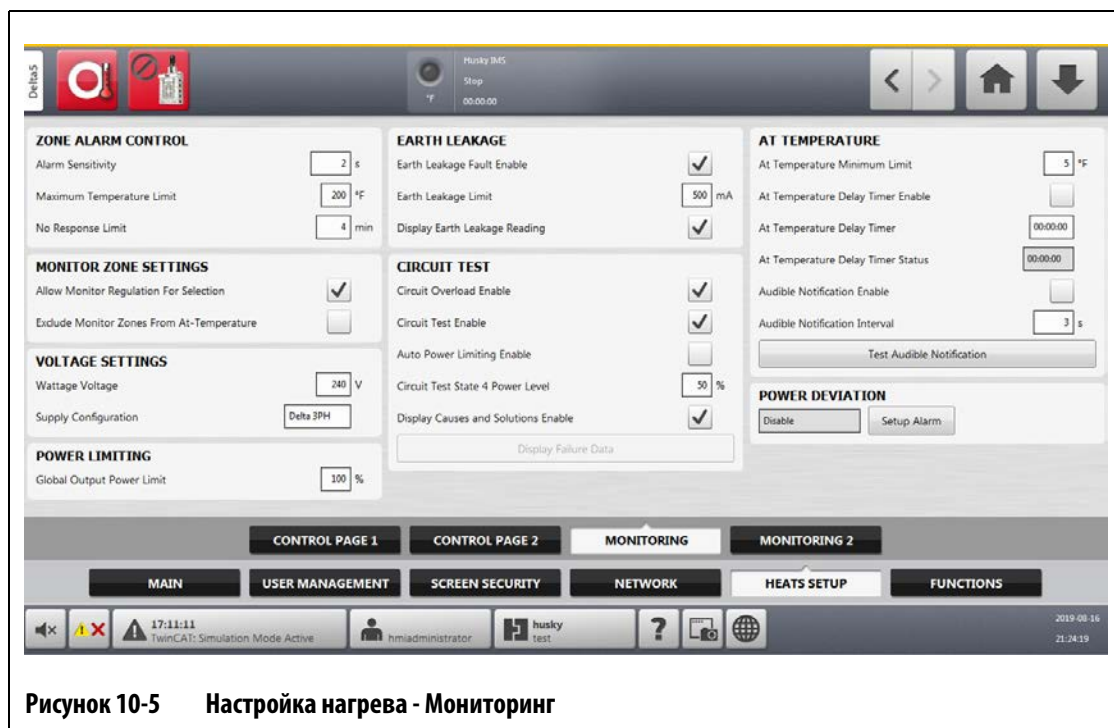 Delta5
Husky IMS
Stop
°F
00:00:00
ZONE ALARM CONTROL
Alarm Sensitivity 2 s
Maximum Temperature Limit 200 °F
No Response Limit 4 min
MONITOR ZONE SETTINGS
Allow Monitor Regulation For Selection
Exclude Monitor Zones From At-Temperature
VOLTAGE SETTINGS
Wattage Voltage 240 V
Supply Configuration Delta 3PH
POWER LIMITING
Global Output Power Limit 100 %
EARTH LEAKAGE
Earth Leakage Fault Enable
Earth Leakage Limit 500 mA
Display Earth Leakage Reading
CIRCUIT TEST
Circuit Overload Enable
Circuit Test Enable
Auto Power Limiting Enable
Circuit Test State 4 Power Level 50 %
Display Causes and Solutions Enable
Display Failure Data
AT TEMPERATURE
At Temperature Minimum Limit 5 °F
At Temperature Delay Timer Enable
At Temperature Delay Timer 00:00:00
At Temperature Delay Timer Status 00:00:00
Audible Notification Enable
Audible Notification Interval 3 s
Test Audible Notification
POWER DEVIATION
Disable Setup Alarm
CONTROL PAGE 1 CONTROL PAGE 2 MONITORING MONITORING 2
MAIN USER MANAGEMENT SCREEN SECURITY NETWORK HEATS SETUP FUNCTIONS
17:11:11
TwinCAT: Simulation Mode Active
hmiadministrator
husky
test
?
2019-08-16
21:24:19
Рисунок 10-5 Настройка нагрева - Мониторинг